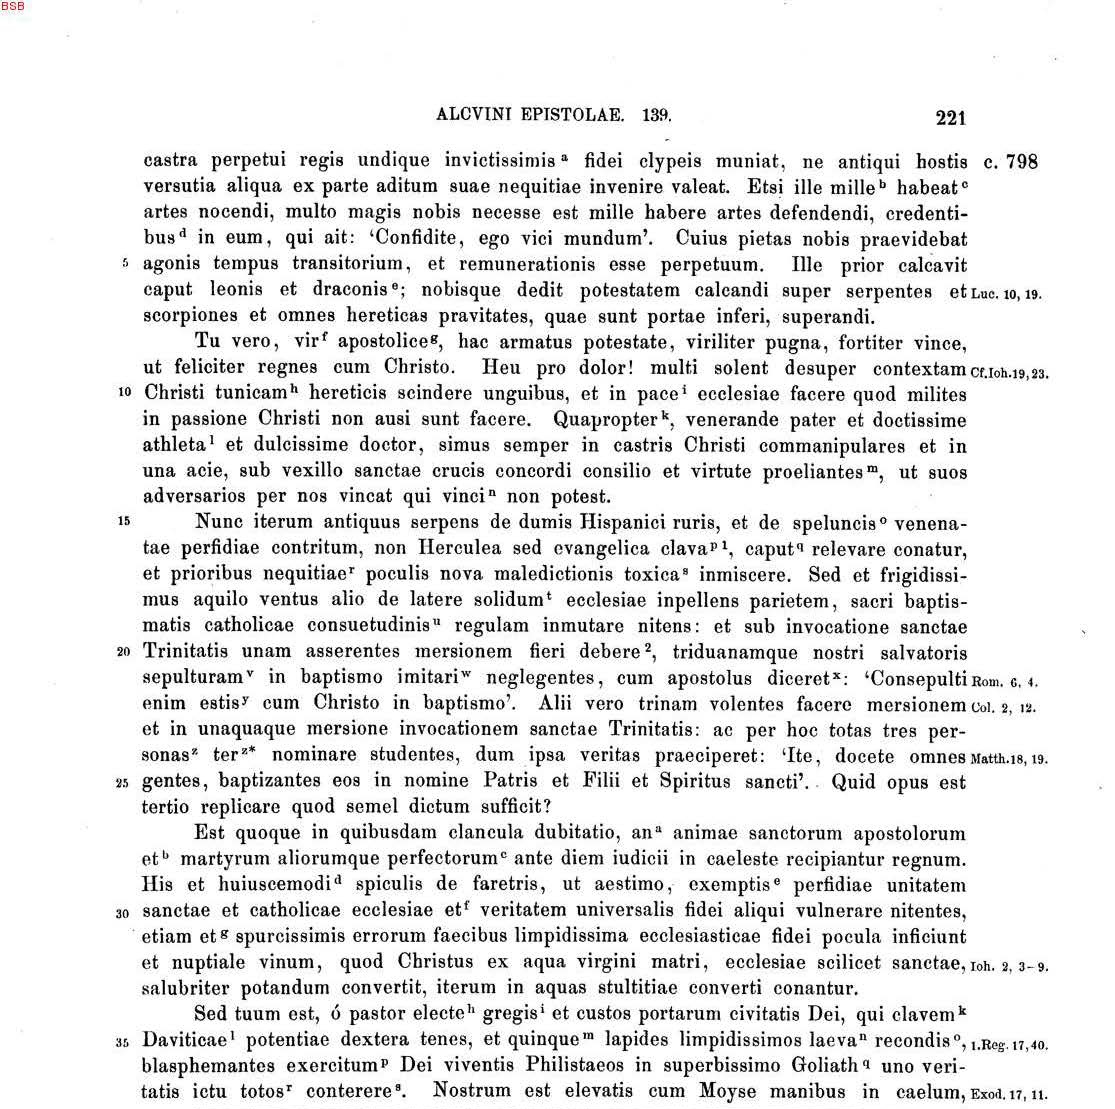 BSB
ALCVINI EPISTOLAE. 139. 221
castra perpetui regis undique invictissimis a fidei clypeis muniat, ne antiqui hostis c. 798
versutia aliqua ex parte aditum suae nequitiae invenire valeat. Etsi ille mille b habeat c
artes nocendi, multo magis nobis necesse est mille habere artes defendendi, credenti-
bus d in eum, qui ait: ‘Confidite, ego vici mundum’. Cuius pietas nobis praevidebat
5 agonis tempus transitorium, et remunerationis esse perpetuum. Ille prior calcavit
caput leonis et draconis e; nobisque dedit potestatem calcandi super serpentes et Luc. 10, 19.
scorpiones et omnes hereticas pravitates, quae sunt portae inferi, superandi.
Tu vero, vir f apostolice g, hac armatus potestate, viriliter pugna, fortiter vince,
ut feliciter regnes cum Christo. Heu pro dolor! multi solent desuper contextam Cf. Ioh. 19, 23.
10 Christi tunicam h hereticis scindere unguibus, et in pace i ecclesiae facere quod milites
in passione Christi non ausi sunt facere. Quapropter k, venerande pater et doctissime
athleta l et dulcissime doctor, simus semper in castris Christi commanipulares et in
una acie, sub vexillo sanctae crucis concordi consilio et virtute proeliantes m, ut suos
adversarios per nos vincat qui vinci n non potest.
15 Nunc iterum antiquus serpens de dumis Hispanici ruris, et de speluncis o venena-
tae perfidiae contritum, non Herculea sed evangelica clava p 1, caput q relevare conatur,
et prioribus nequitiae r poculis nova maledictionis toxica s inmiscere. Sed et frigidissi-
mus aquilo ventus alio de latere solidum t ecclesiae inpellens parietem, sacri baptis-
matis catholicae consuetudinis u regulam inmutare nitens: et sub invocatione sanctae
20 Trinitatis unam asserentes mersionem fieri debere 2, triduanamque nostri salvatoris
sepulturam v in baptismo imitari w neglegentes, cum apostolus diceret x: ‘Consepulti Rom. 6, 4.
enim estis y cum Christo in baptismo’. Alii vero trinam volentes facere mersionem Col. 2, 12.
et in unaquaque mersione invocationem sanctae Trinitatis: ac per hoc totas tres per-
sonas z ter z* nominare studentes, dum ipsa veritas praeciperet: ‘Ite, docete omnes Matth. 18, 19.
25 gentes, baptizantes eos in nomine Patris et Filii et Spiritus sancti’. Quid opus est
tertio replicare quod semel dictum sufficit?
Est quoque in quibusdam clancula dubitatio, an a animae sanctorum apostolorum
et b martyrum aliorumque perfectorum c ante diem iudicii in caeleste recipiantur regnum.
His et huiuscemodi d spiculis de faretris, ut aestimo, exemptis e perfidiae unitatem
30 sanctae et catholicae ecclesiae et f veritatem universalis fidei aliqui vulnerare nitentes,
etiam et g spurcissimis errorum faecibus limpidissima ecclesiasticae fidei pocula inficiunt
et nuptiale vinum, quod Christus ex aqua virgini matri, ecclesiae scilicet sanctae, Ioh. 2, 3-9.
salubriter potandum convertit, iterum in aquas stultitiae converti conantur.
Sed tuum est, ó pastor electe h gregis i et custos portarum civitatis Dei, qui clavem k
35 Daviticae l potentiae dextera tenes, et quinque m lapides limpidissimos laeva n recondis o, 1. Reg. 17, 40.
blasphemantes exercitum p Dei viventis Philistaeos in superbissimo Goliath q uno veri-
tatis ictu totos r conterere s. Nostrum est elevatis cum Moyse manibus in caelum, Exod. 17, 11.